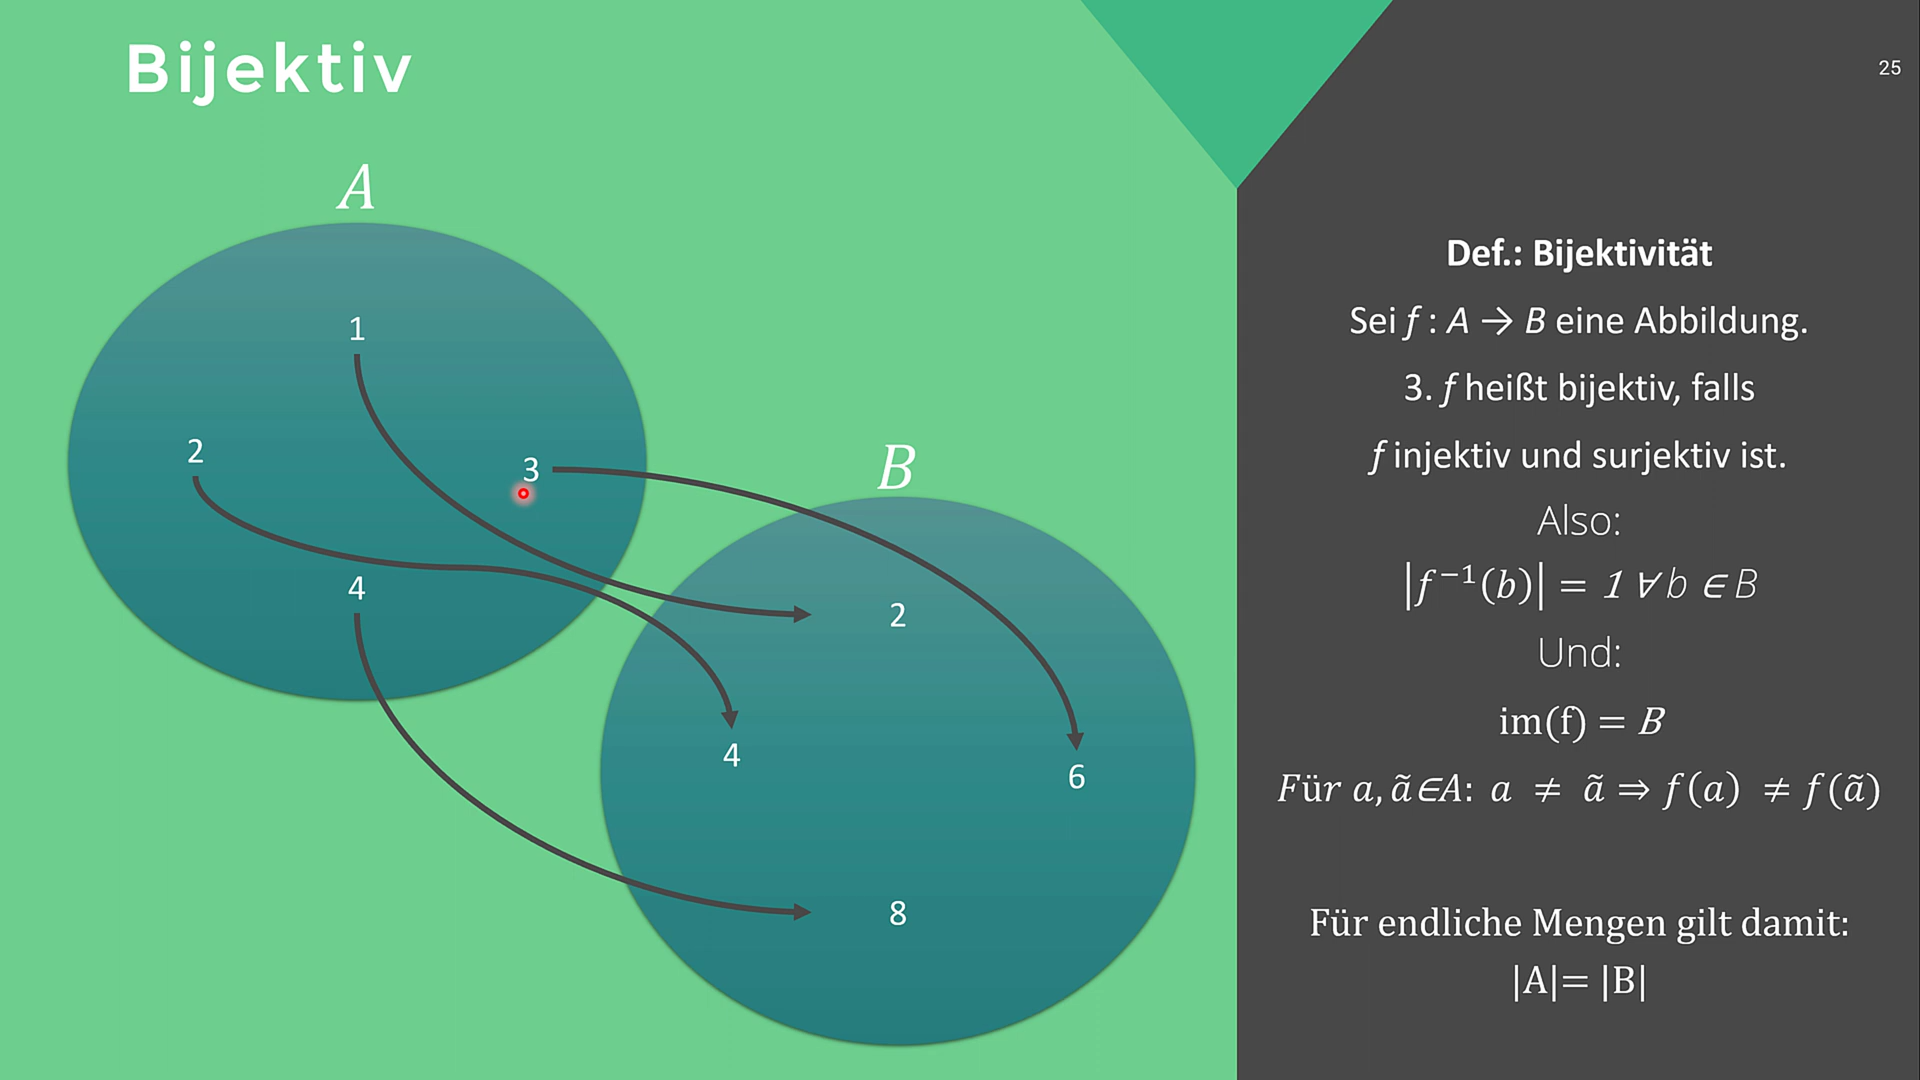 Bijektiv
25
A
1
2
3
4
B
2
4
6
8
Def.: Bijektivität
Sei f : A → B eine Abbildung.
3. f heißt bijektiv, falls
f injektiv und surjektiv ist.
Also:
|f⁻¹(b)| = 1 ∀ b ∈ B
Und:
im(f) = B
Für a, ã∈A: a ≠ ã ⇒ f(a) ≠ f(ã)
Für endliche Mengen gilt damit:
|A|= |B|